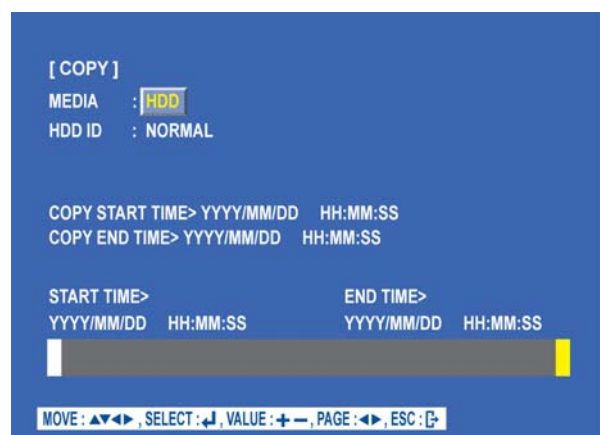 [ COPY ]
MEDIA : HDD
HDD ID : NORMAL
COPY START TIME> YYYY/MM/DD HH:MM:SS
COPY END TIME> YYYY/MM/DD HH:MM:SS
START TIME> END TIME>
YYYY/MM/DD HH:MM:SS YYYY/MM/DD HH:MM:SS
MOVE : ▲▼◄► , SELECT : ↵ , VALUE : + − , PAGE : ◄► , ESC : [→